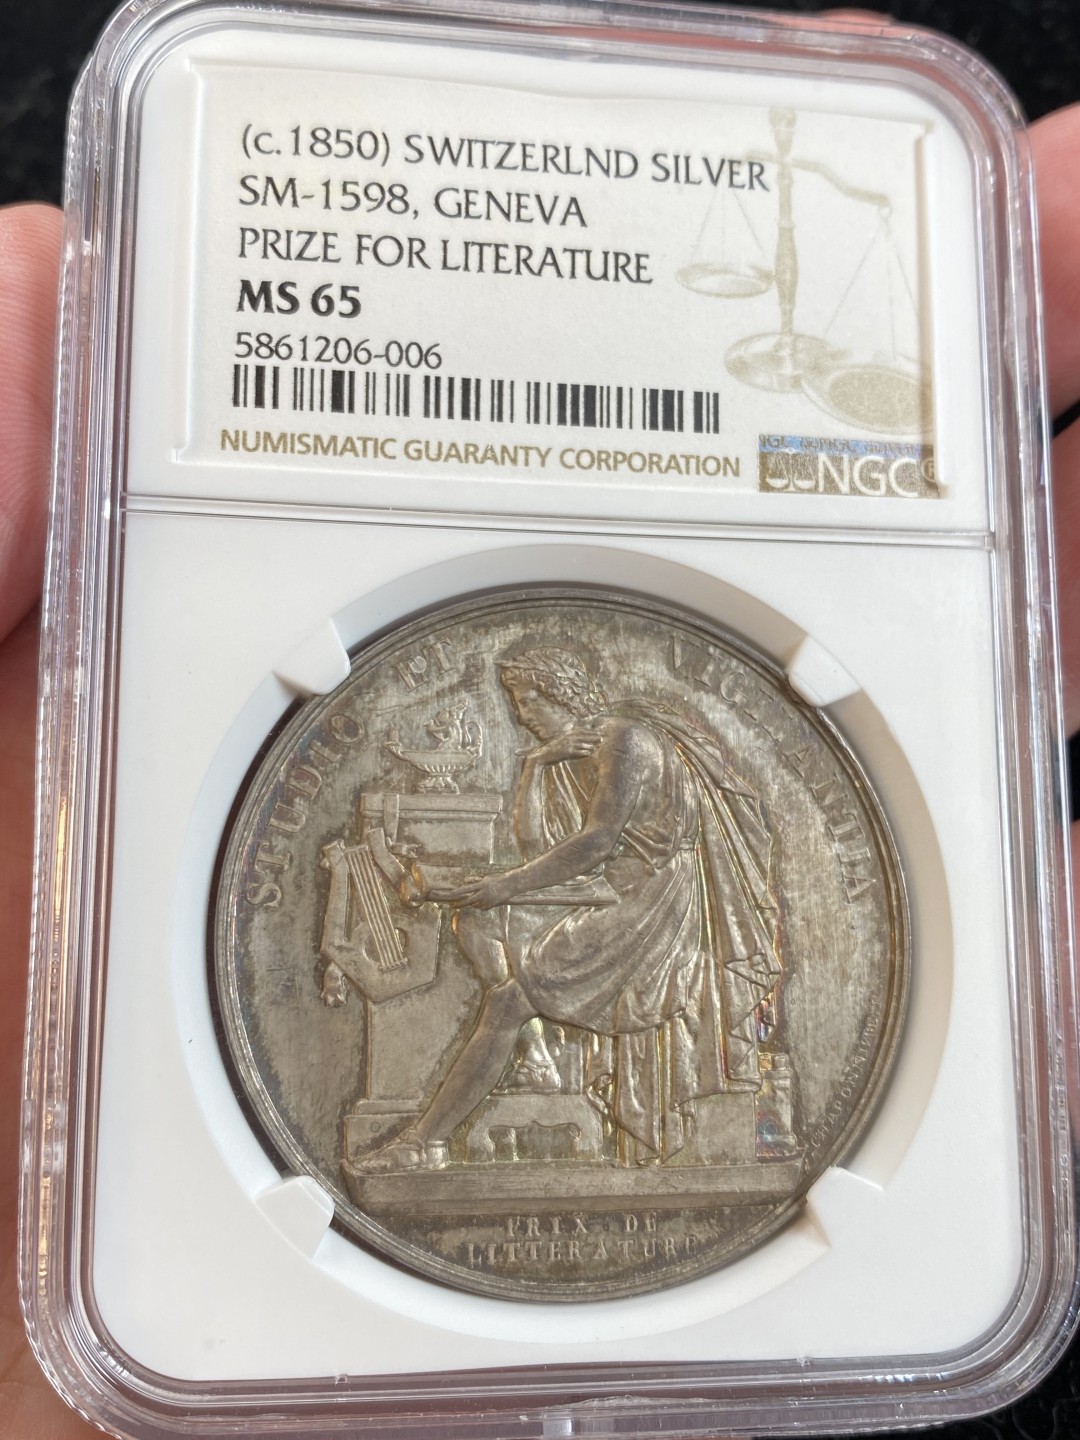 (c.1850) SWITZERLND SILVER
SM-1598, GENEVA
PRIZE FOR LITERATURE
MS 65
5861206-006
NUMISMATIC GUARANTY CORPORATION
NGC
STUDIO ET VIGILANTIA
PRIX DE
LITTERATURE